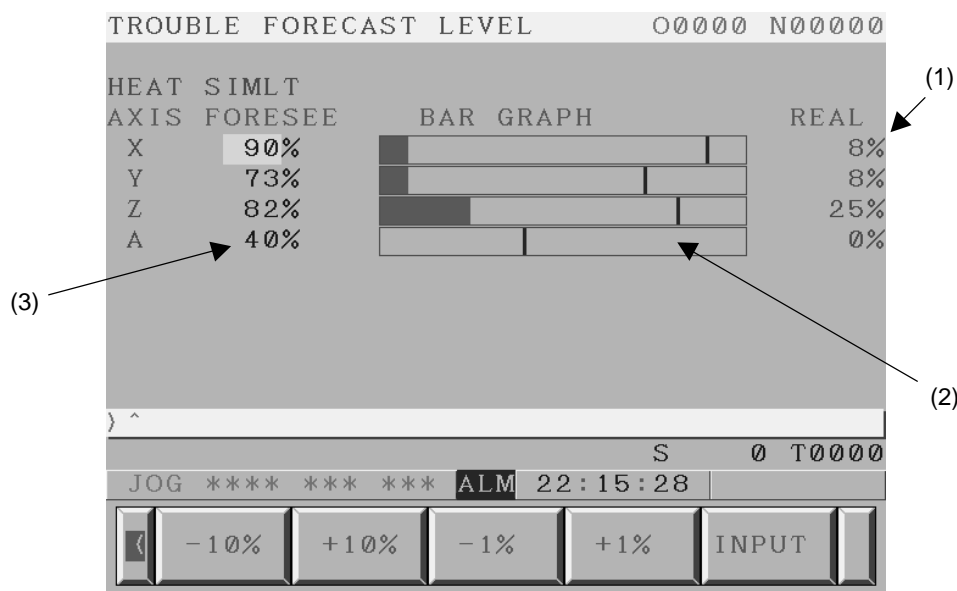 TROUBLE FORECAST LEVEL O0000 N00000
HEAT SIMLT
(1)
AXIS FORESEE BAR GRAPH REAL
X 90% 8%
Y 73% 8%
Z 82% 25%
A 40% 0%
(3)
(2)
⟩ ^
S 0 T0000
JOG **** *** *** ALM 22:15:28
⟨ -10% +10% -1% +1% INPUT